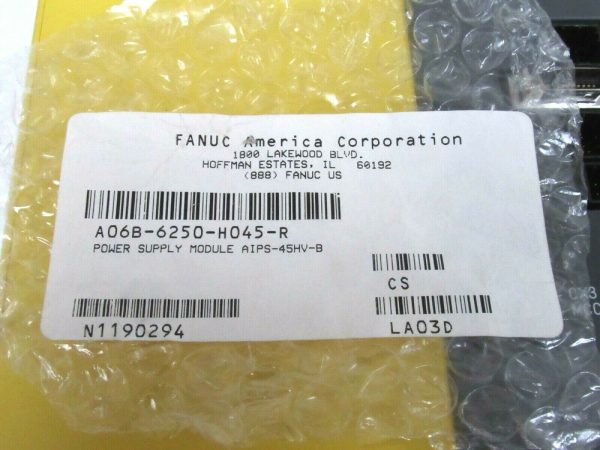 FANUC America Corporation
1800 LAKEWOOD BLVD.
HOFFMAN ESTATES, IL 60192
(888) FANUC US
A06B-6250-H045-R
POWER SUPPLY MODULE AIPS-45HV-B
CS
N1190294
LA03D
CX3